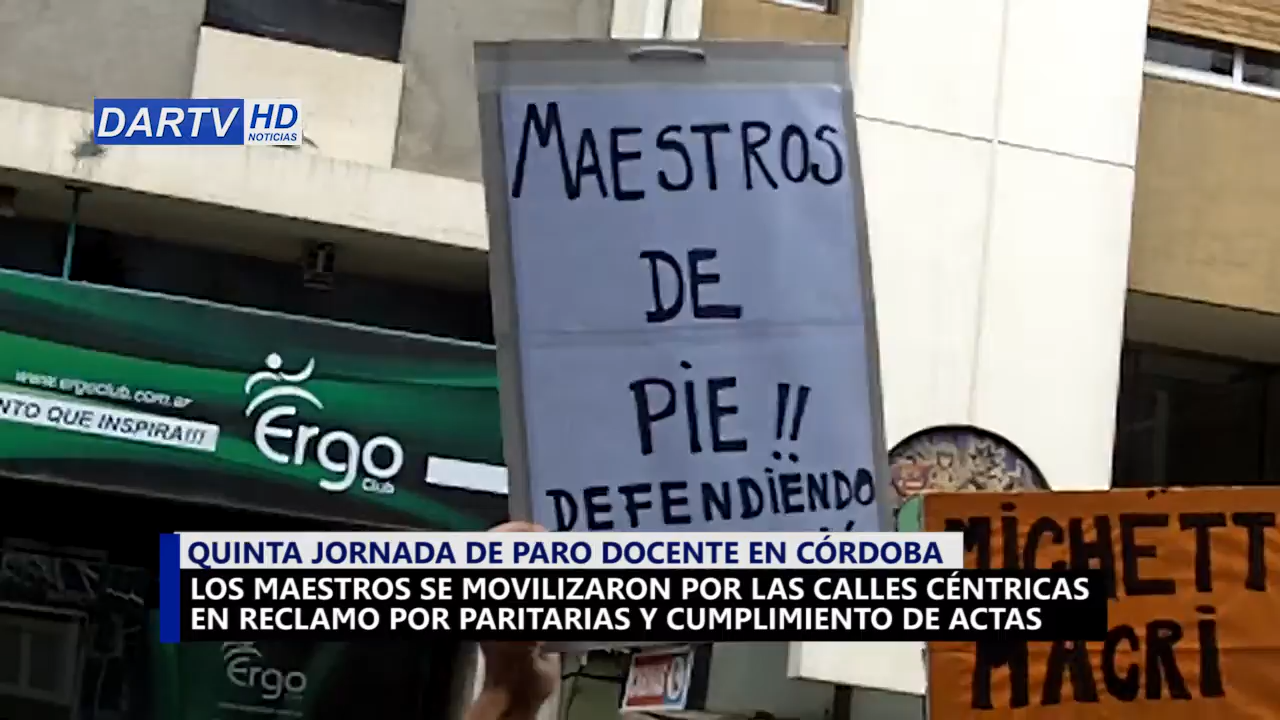 DARTV HD
NOTICIAS
MAESTROS
DE
PIE !!
DEFENDIENDO
www.ergoclub.com.ar
NTO QUE INSPIRA!!!
Ergo
Club
MICHETT
MACRI
QUINTA JORNADA DE PARO DOCENTE EN CÓRDOBA
LOS MAESTROS SE MOVILIZARON POR LAS CALLES CÉNTRICAS
EN RECLAMO POR PARITARIAS Y CUMPLIMIENTO DE ACTAS
Ergo